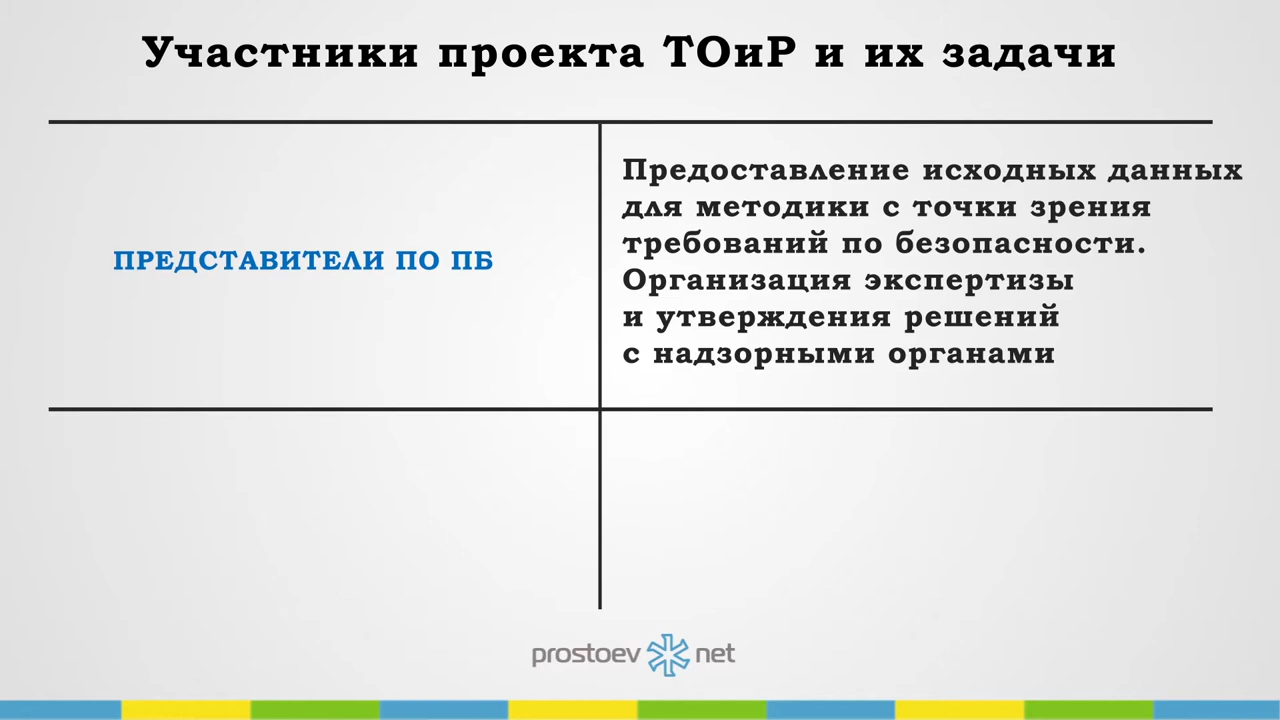 Участники проекта ТОиР и их задачи
ПРЕДСТАВИТЕЛИ ПО ПБ
Предоставление исходных данных
для методики с точки зрения
требований по безопасности.
Организация экспертизы
и утверждения решений
с надзорными органами
prostoev net